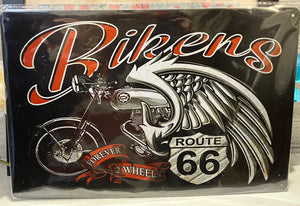 Bikers
FOREVER
2 WHEEL
ROUTE
66